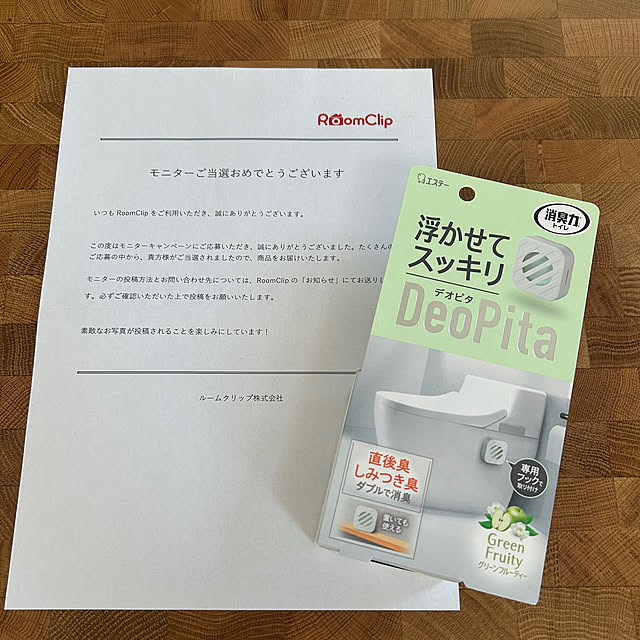 RoomClip
モニターご当選おめでとうございます
いつも RoomClip をご利用いただき、誠にありがとうございます。
この度はモニターキャンペーンにご応募いただき、誠にありがとうございました。たくさんの
ご応募の中から、貴方様がご当選されましたので、商品をお届けいたします。
モニターの投稿方法とお問い合わせ先については、RoomClip の「お知らせ」にてお送りし
す。必ずご確認いただいた上で投稿をお願いいたします。
素敵なお写真が投稿されることを楽しみにしています！
ルームクリップ株式会社
エステー
消臭力
トイレ
浮かせて
スッキリ
デオピタ
DeoPita
直後臭
しみつき臭
ダブルで消臭
置いても
使える
専用
フックで
取り付け
Green
Fruity
グリーンフルーティー